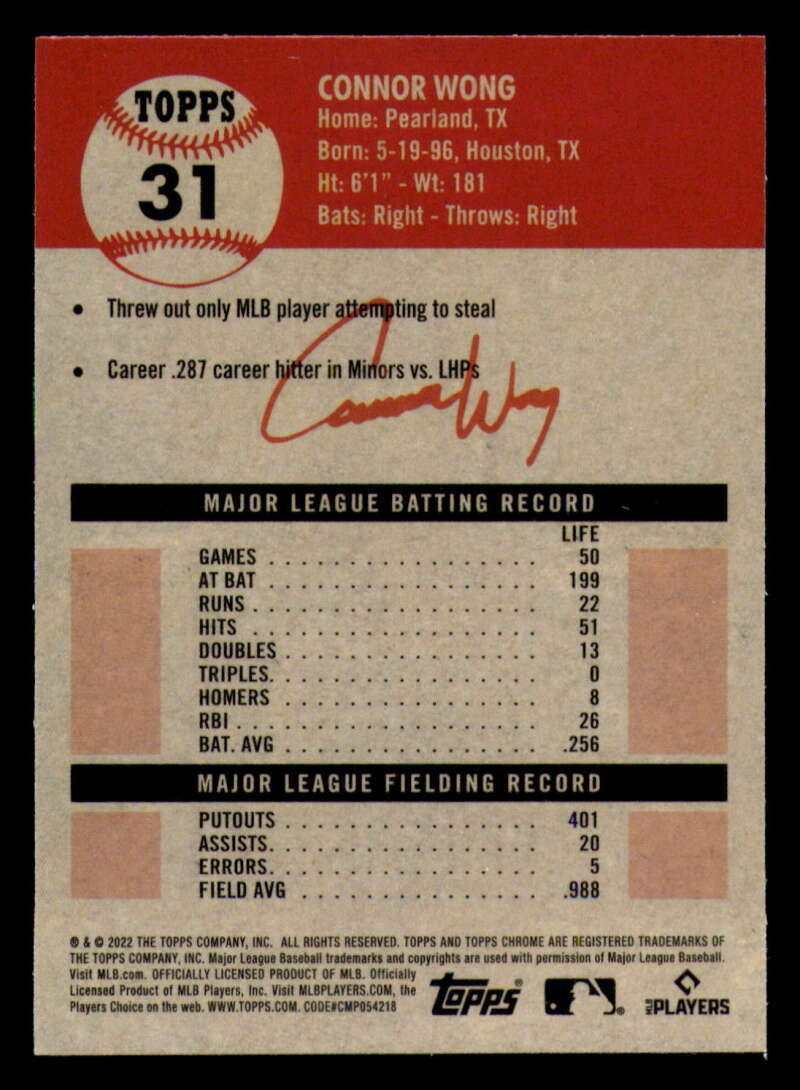 TOPPS
31
CONNOR WONG
Home: Pearland, TX
Born: 5-19-96, Houston, TX
Ht: 6'1" - Wt: 181
Bats: Right - Throws: Right
• Threw out only MLB player attempting to steal
• Career .287 career hitter in Minors vs. LHPs
Connor Wong
MAJOR LEAGUE BATTING RECORD
LIFE
GAMES . . . . . . . . . . . . . . . . . 50
AT BAT . . . . . . . . . . . . . . . . . 199
RUNS . . . . . . . . . . . . . . . . . . 22
HITS . . . . . . . . . . . . . . . . . . 51
DOUBLES . . . . . . . . . . . . . . . . 13
TRIPLES. . . . . . . . . . . . . . . . . 0
HOMERS . . . . . . . . . . . . . . . . 8
RBI . . . . . . . . . . . . . . . . . . . 26
BAT. AVG . . . . . . . . . . . . . . . . .256
MAJOR LEAGUE FIELDING RECORD
PUTOUTS . . . . . . . . . . . . . . . . 401
ASSISTS. . . . . . . . . . . . . . . . . 20
ERRORS. . . . . . . . . . . . . . . . . 5
FIELD AVG . . . . . . . . . . . . . . . .988
® & © 2022 THE TOPPS COMPANY, INC. ALL RIGHTS RESERVED. TOPPS AND TOPPS CHROME ARE REGISTERED TRADEMARKS OF
THE TOPPS COMPANY, INC. Major League Baseball trademarks and copyrights are used with permission of Major League Baseball.
Visit MLB.com. OFFICIALLY LICENSED PRODUCT OF MLB. Officially
Licensed Product of MLB Players, Inc. Visit MLBPLAYERS.COM, the
Players Choice on the web. WWW.TOPPS.COM. CODE#CMP054218
Topps®
MLB PLAYERS